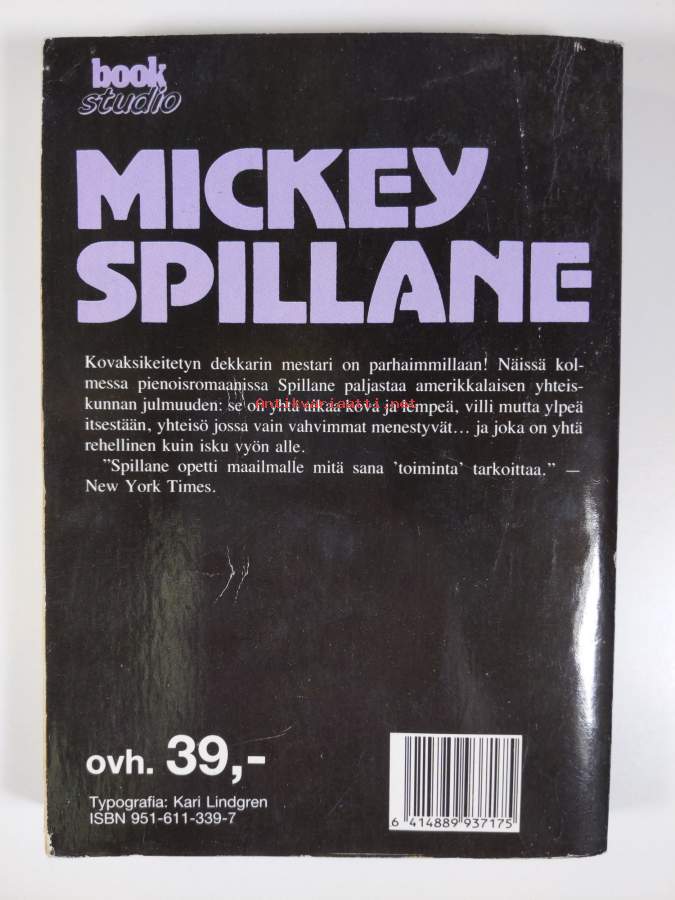 book
studio
MICKEY
SPILLANE
Kovaksikeitetyn dekkarin mestari on parhaimmillaan! Näissä kol-
messa pienoisromaanissa Spillane paljastaa amerikkalaisen yhteis-
kunnan julmuuden: se on yhtä aikaa kova ja lempeä, villi mutta ylpeä
Antikvariaatti.net
itsestään, yhteisö jossa vain vahvimmat menestyvät... ja joka on yhtä
rehellinen kuin isku vyön alle.
"Spillane opetti maailmalle mitä sana 'toiminta' tarkoittaa." —
New York Times.
ovh. 39,-
Typografia: Kari Lindgren
ISBN 951-611-339-7
6 414889 937175